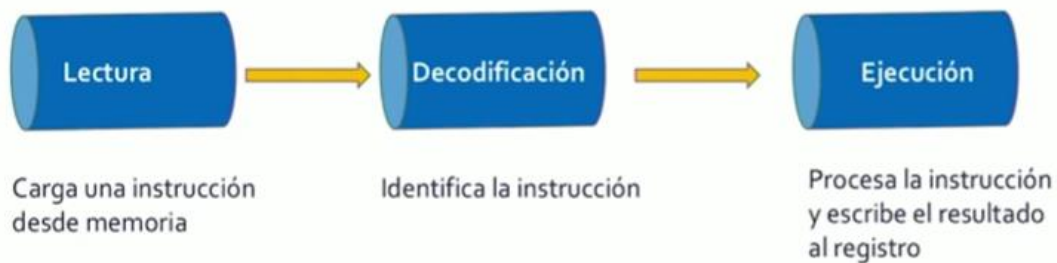 Lectura
Decodificación
Ejecución
Carga una instrucción
desde memoria
Identifica la instrucción
Procesa la instrucción
y escribe el resultado
al registro